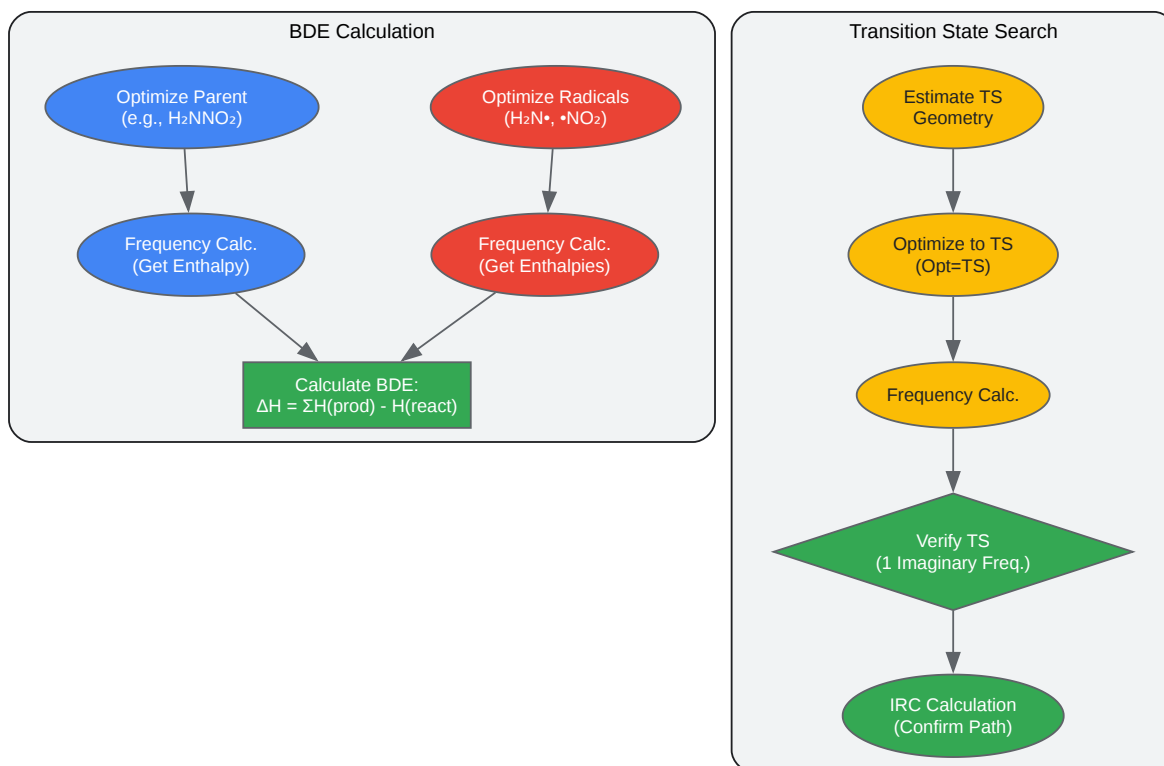 BDE Calculation
Optimize Parent
(e.g., H₂NNO₂)
Optimize Radicals
(H₂N•, •NO₂)
Frequency Calc.
(Get Enthalpy)
Frequency Calc.
(Get Enthalpies)
Calculate BDE:
ΔH = ΣH(prod) - H(react)
Transition State Search
Estimate TS
Geometry
Optimize to TS
(Opt=TS)
Frequency Calc.
Verify TS
(1 Imaginary Freq.)
IRC Calculation
(Confirm Path)